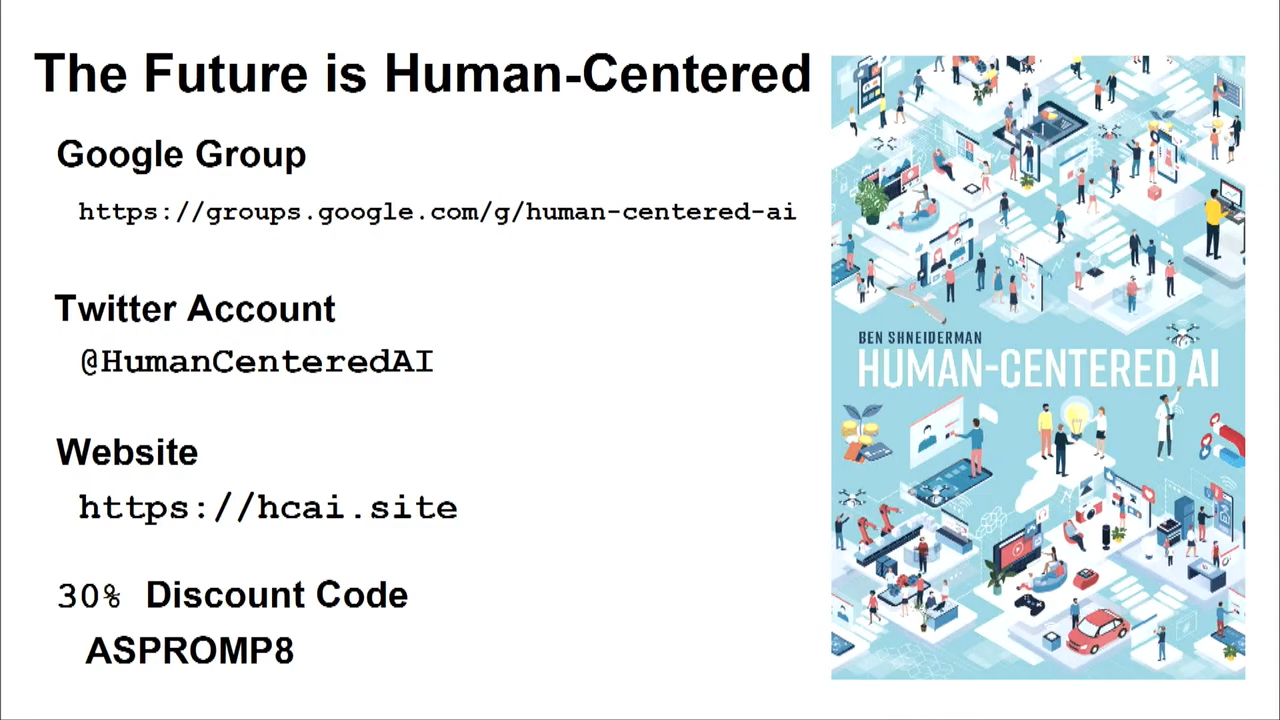 The Future is Human-Centered
Google Group
https://groups.google.com/g/human-centered-ai
Twitter Account
@HumanCenteredAI
Website
https://hcai.site
30% Discount Code
ASPROMP8
BEN SHNEIDERMAN
HUMAN-CENTERED AI